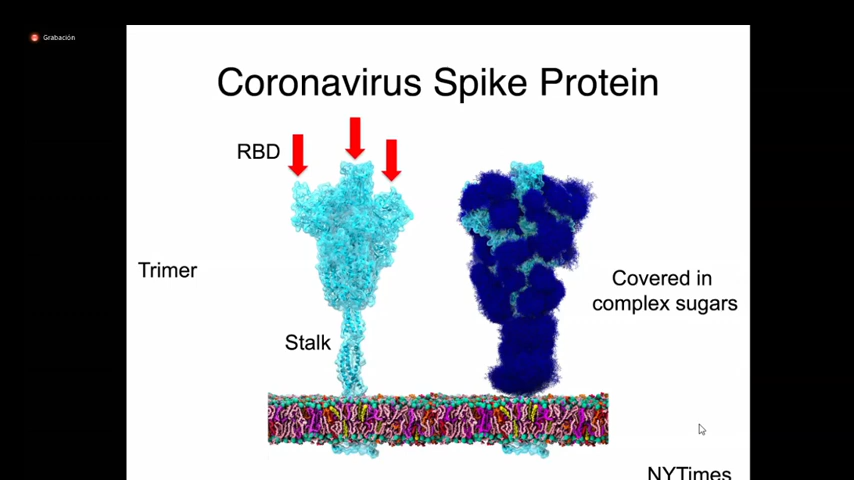 Grabación
Coronavirus Spike Protein
RBD
Trimer
Covered in
complex sugars
Stalk
NYTimes